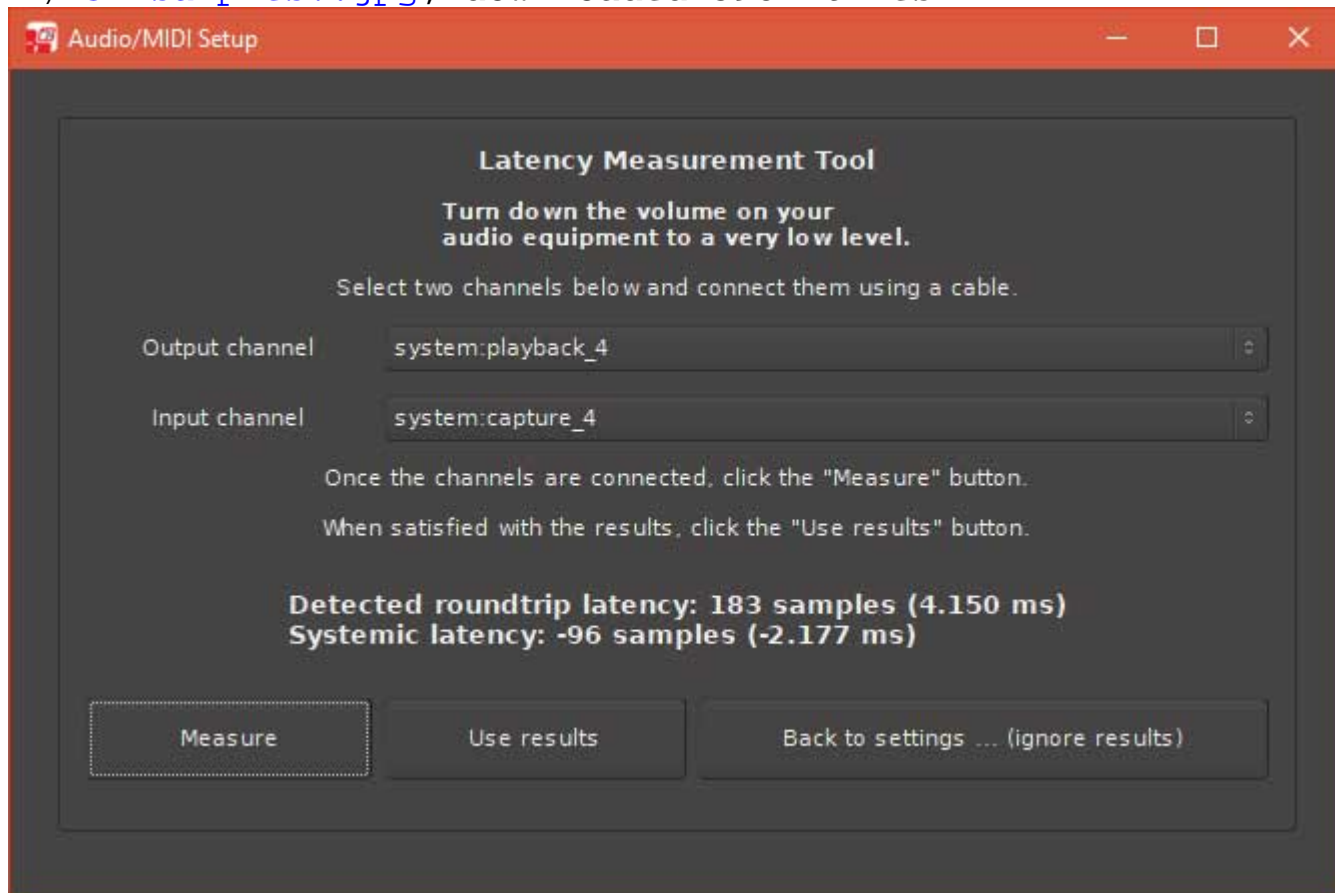 Audio/MIDI Setup
Latency Measurement Tool
Turn down the volume on your
audio equipment to a very low level.
Select two channels below and connect them using a cable.
Output channel system:playback_4
Input channel system:capture_4
Once the channels are connected, click the "Measure" button.
When satisfied with the results, click the "Use results" button.
Detected roundtrip latency: 183 samples (4.150 ms)
Systemic latency: -96 samples (-2.177 ms)
Measure Use results Back to settings ... (ignore results)